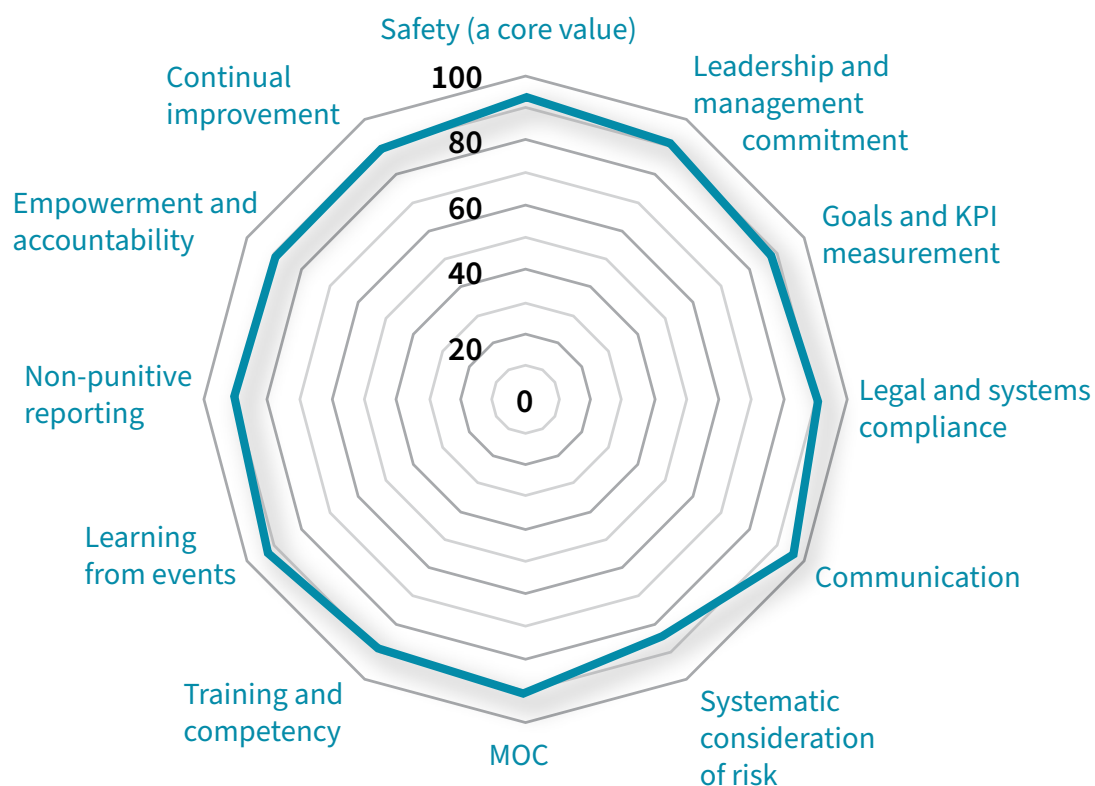 Safety (a core value)
Leadership and
management
commitment
Goals and KPI
measurement
Legal and systems
compliance
Communication
Systematic
consideration
of risk
MOC
Training and
competency
Learning
from events
Non-punitive
reporting
Empowerment and
accountability
Continual
improvement
100
80
60
40
20
0